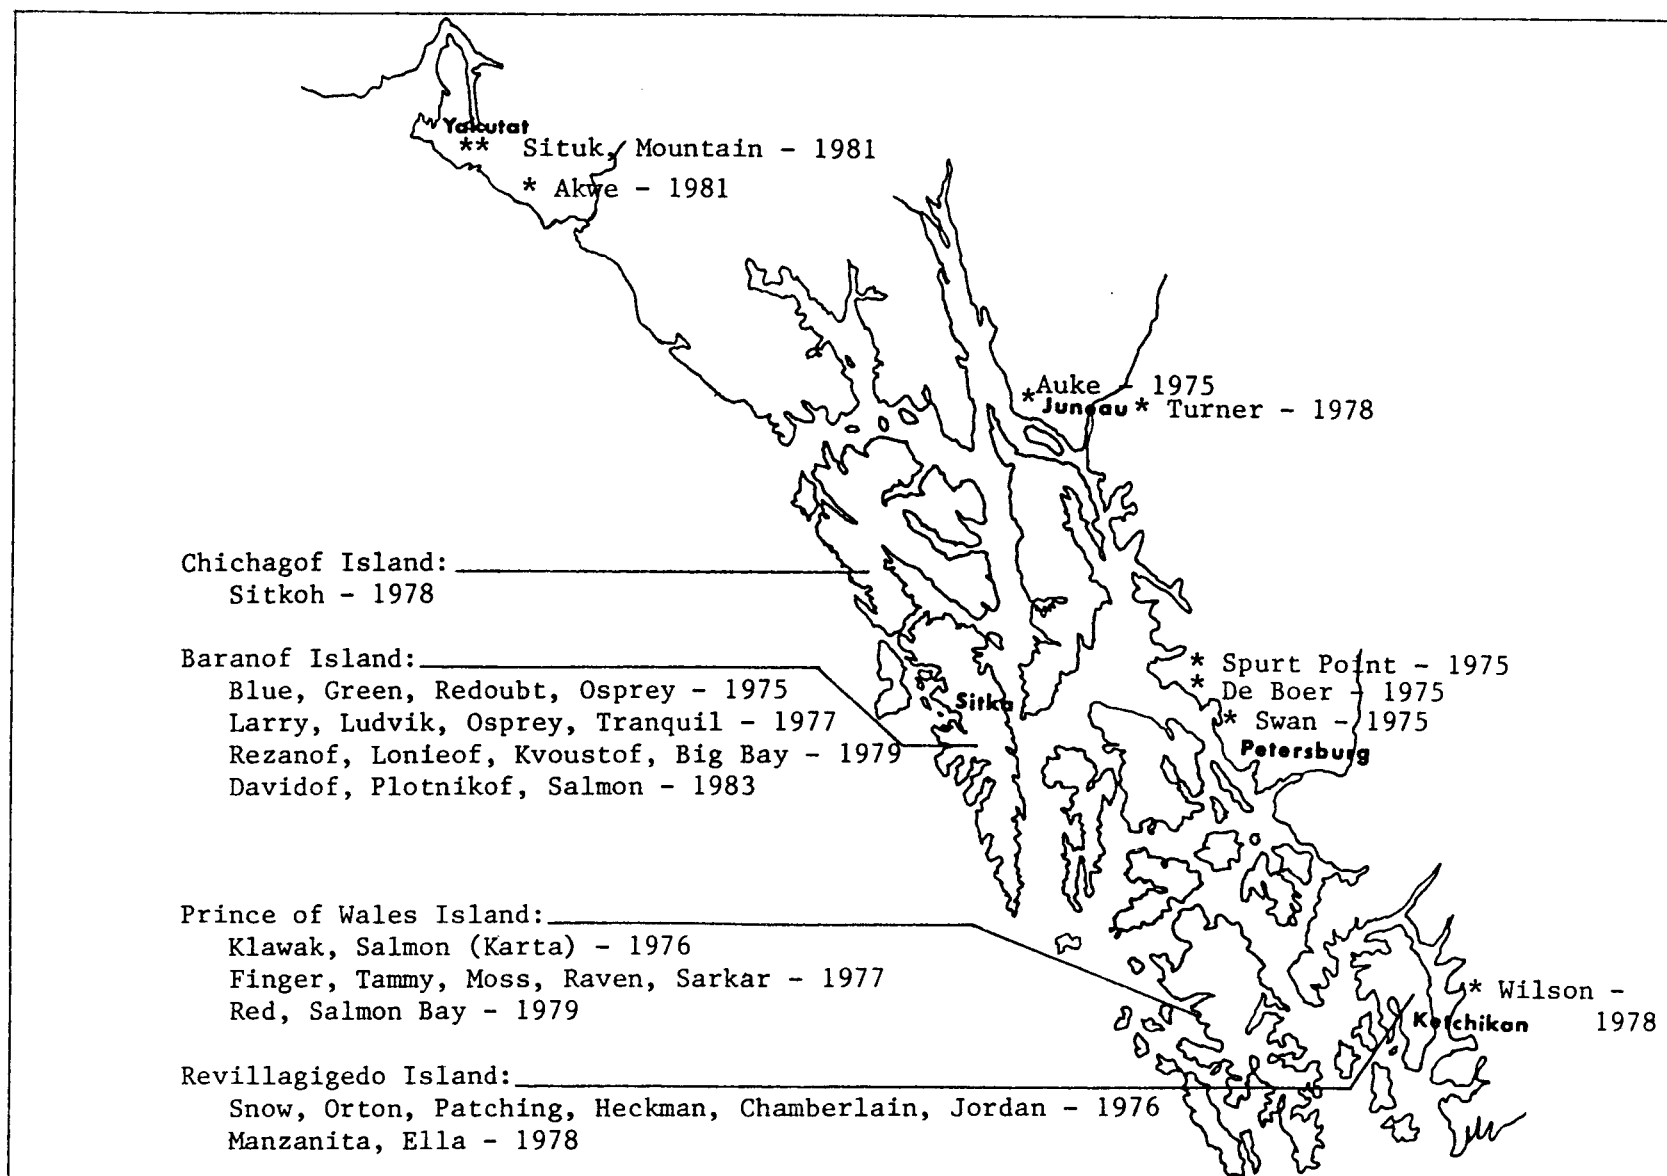 Yakutat
** Situk, Mountain - 1981
* Akwe - 1981
*Auke - 1975
Juneau * Turner - 1978
Chichagof Island:
Sitkoh - 1978
Baranof Island:
Blue, Green, Redoubt, Osprey - 1975
Larry, Ludvik, Osprey, Tranquil - 1977
Rezanof, Lonieof, Kvoustof, Big Bay - 1979
Davidof, Plotnikof, Salmon - 1983
Sitka
* Spurt Point - 1975
* De Boer - 1975
* Swan - 1975
Petersburg
Prince of Wales Island:
Klawak, Salmon (Karta) - 1976
Finger, Tammy, Moss, Raven, Sarkar - 1977
Red, Salmon Bay - 1979
* Wilson -
1978
Ketchikan
Revillagigedo Island:
Snow, Orton, Patching, Heckman, Chamberlain, Jordan - 1976
Manzanita, Ella - 1978